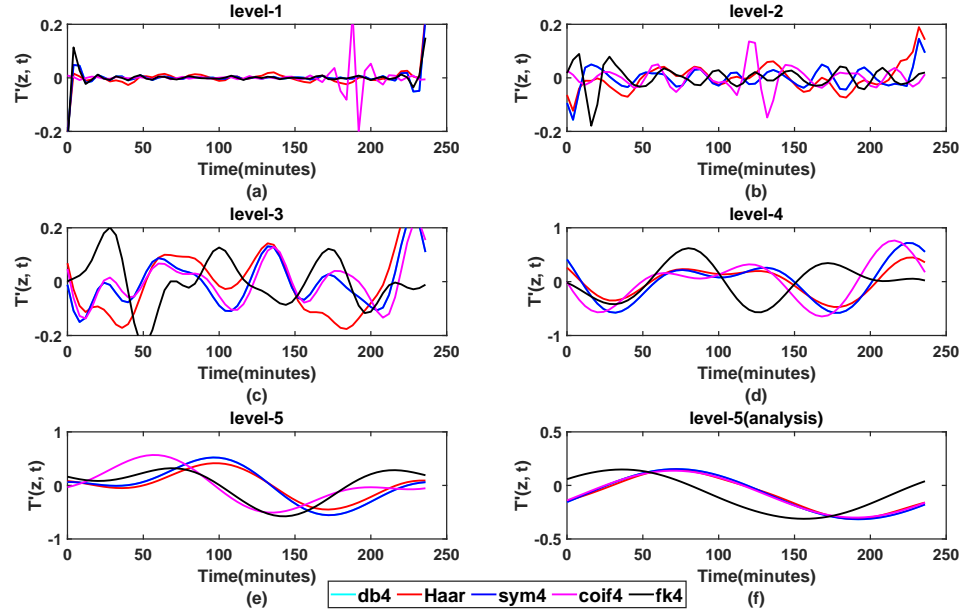 level-1
T'(z, t)
0.2
0
-0.2
0 50 100 150 200 250
Time(minutes)
(a)
level-2
T'(z, t)
0.2
0
-0.2
0 50 100 150 200 250
Time(minutes)
(b)
level-3
T'(z, t)
0.2
0
-0.2
0 50 100 150 200 250
Time(minutes)
(c)
level-4
T'(z, t)
1
0
-1
0 50 100 150 200 250
Time(minutes)
(d)
level-5
T'(z, t)
1
0
-1
0 50 100 150 200 250
Time(minutes)
(e)
level-5(analysis)
T'(z, t)
0.5
0
-0.5
0 50 100 150 200 250
Time(minutes)
(f)
db4 Haar sym4 coif4 fk4